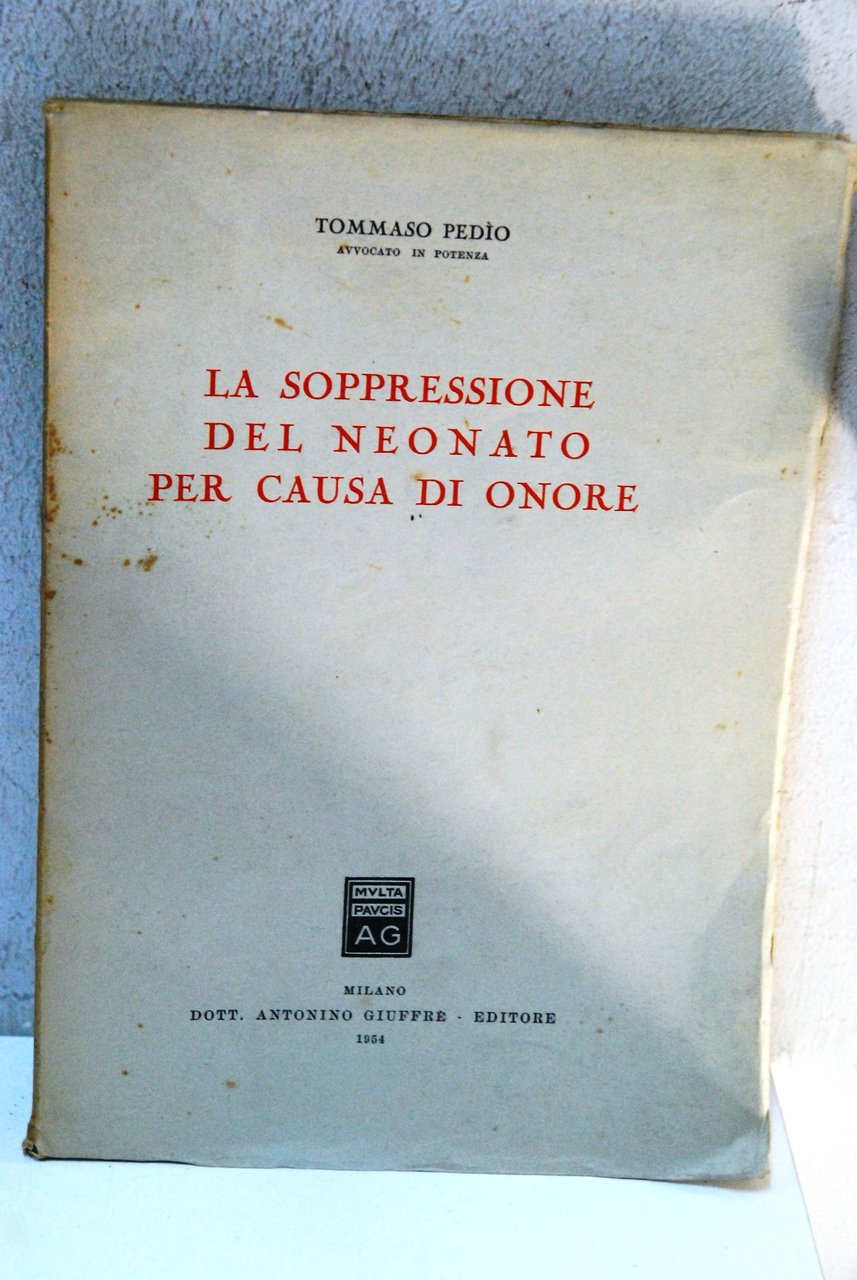 TOMMASO PEDÌO
AVVOCATO IN POTENZA
LA SOPPRESSIONE
DEL NEONATO
PER CAUSA DI ONORE
MVLTA
PAVCIS
AG
MILANO
DOTT. ANTONINO GIUFFRÈ - EDITORE
1954